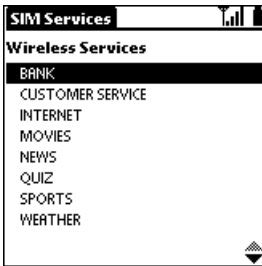 SIM Services
Wireless Services
BANK
CUSTOMER SERVICE
INTERNET
MOVIES
NEWS
QUIZ
SPORTS
WEATHER